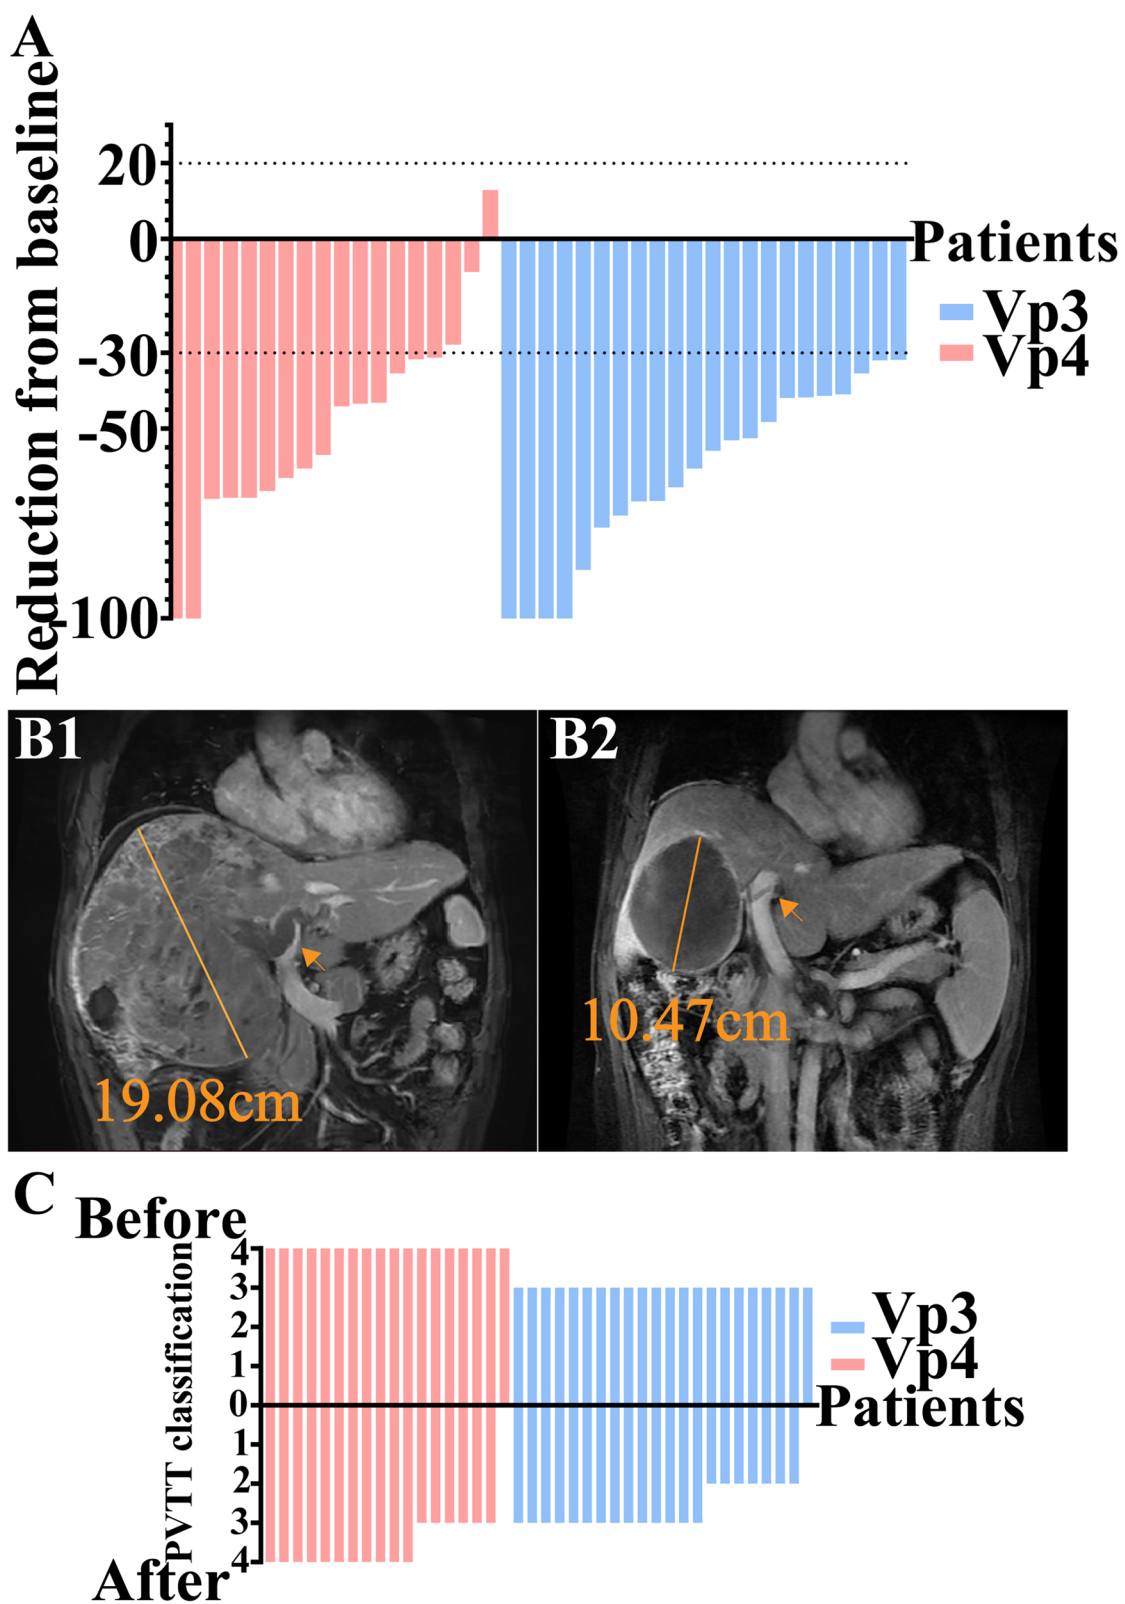 A
Reduction from baseline
20
0
-30
-50
-100
Patients
Vp3
Vp4
B1
19.08cm
B2
10.47cm
C
Before
PVTT classification
4
3
2
1
0
1
2
3
4
After
Vp3
Vp4
Patients